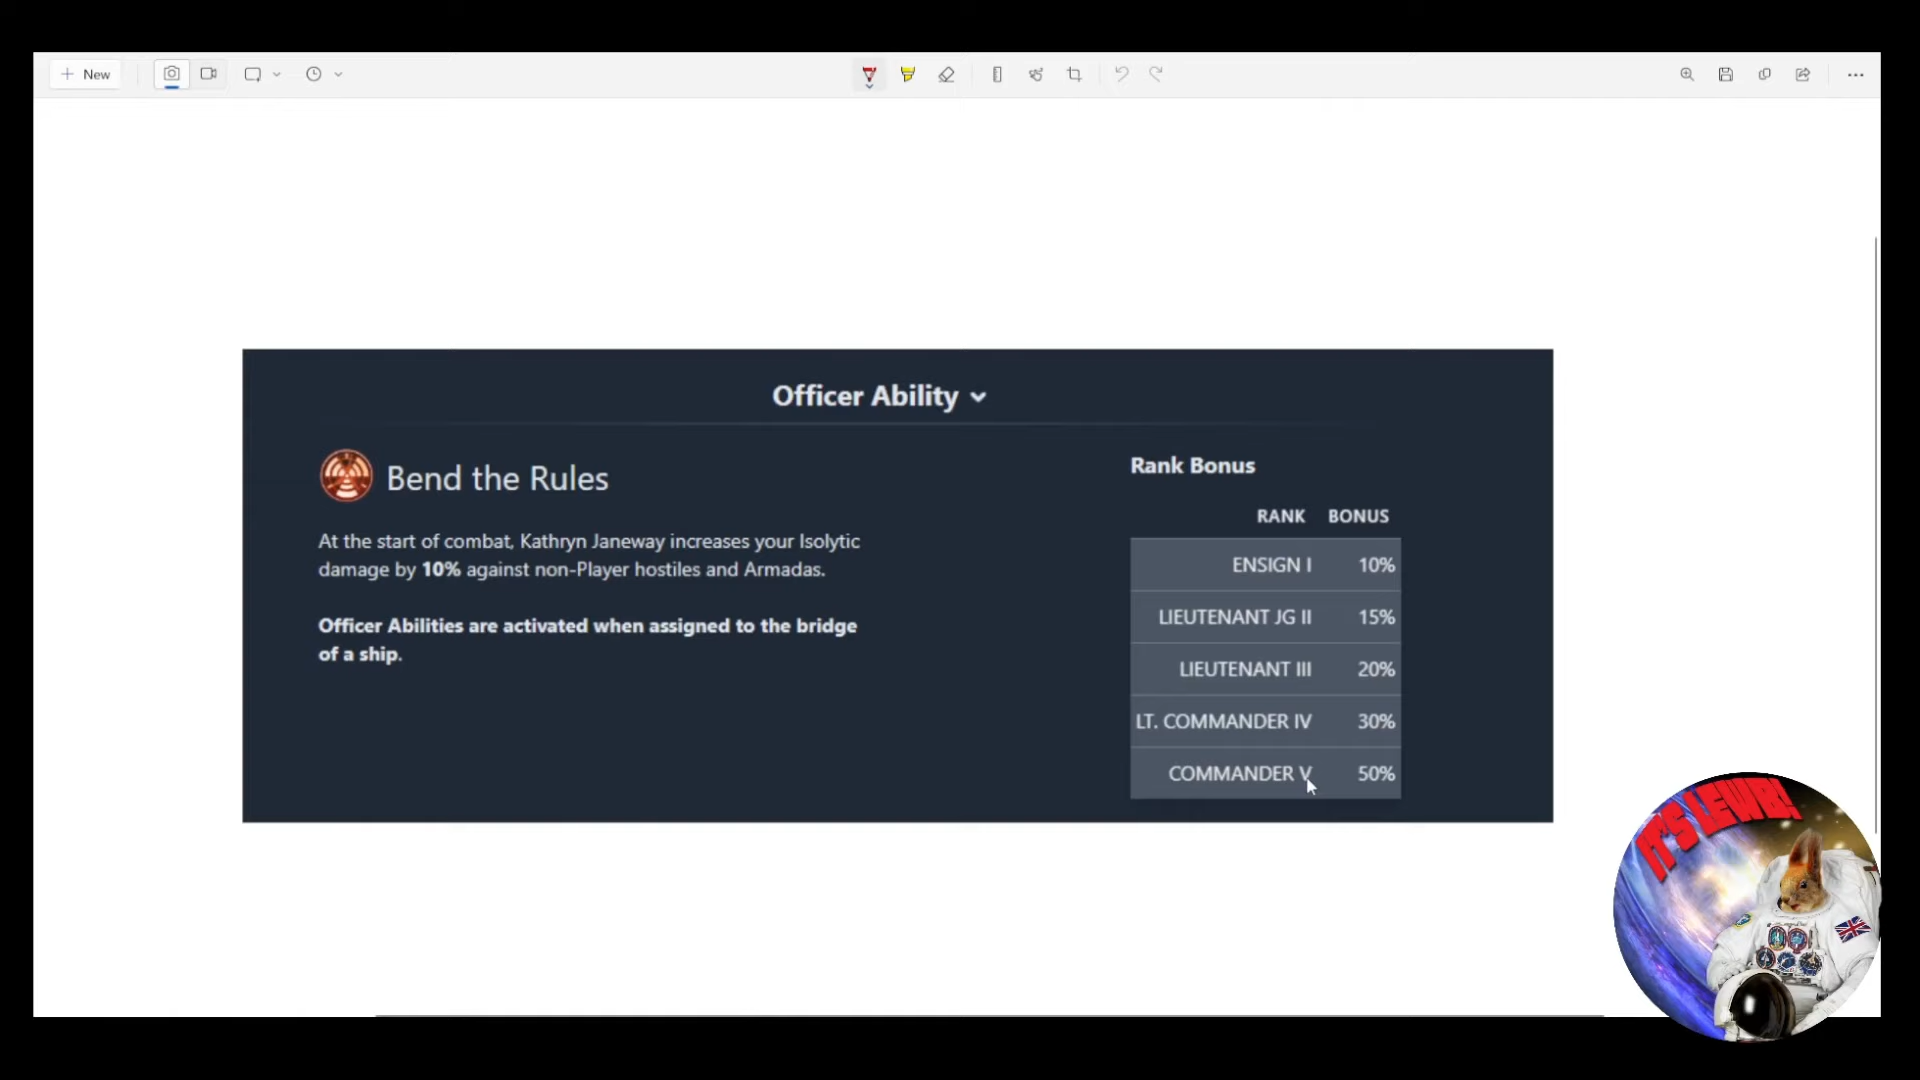 New
Officer Ability
Bend the Rules
At the start of combat, Kathryn Janeway increases your Isolytic
damage by 10% against non-Player hostiles and Armadas.
Officer Abilities are activated when assigned to the bridge
of a ship.
Rank Bonus
RANK BONUS
ENSIGN I 10%
LIEUTENANT JG II 15%
LIEUTENANT III 20%
LT. COMMANDER IV 30%
COMMANDER V 50%
IT'S LEWB!